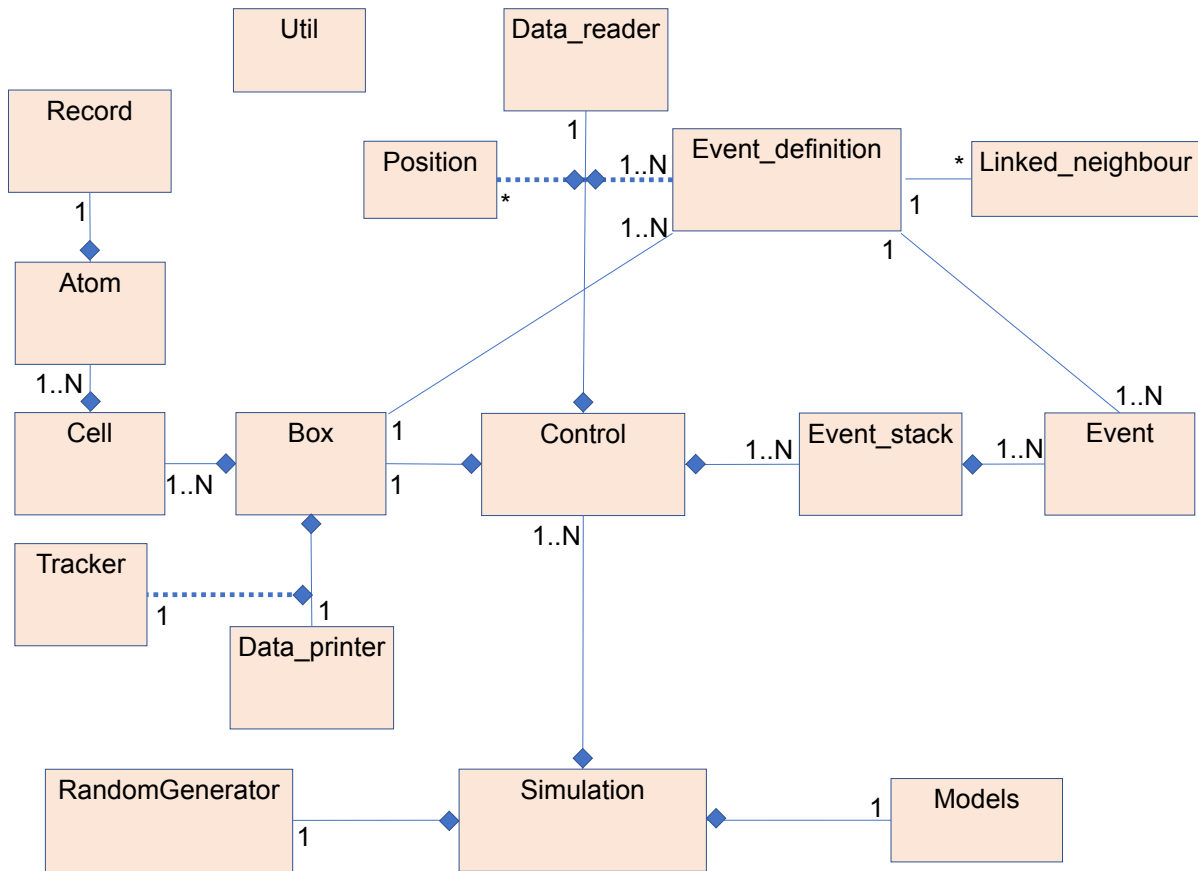 Util
Data_reader
Record
1
Position
*
1..N
Event_definition
1..N
1
1
*
Linked_neighbour
1
Atom
1..N
Cell
1..N
Box
1
1
Control
1..N
1..N
Event_stack
1..N
1..N
Event
Tracker
1
1
Data_printer
RandomGenerator
1
Simulation
1
Models